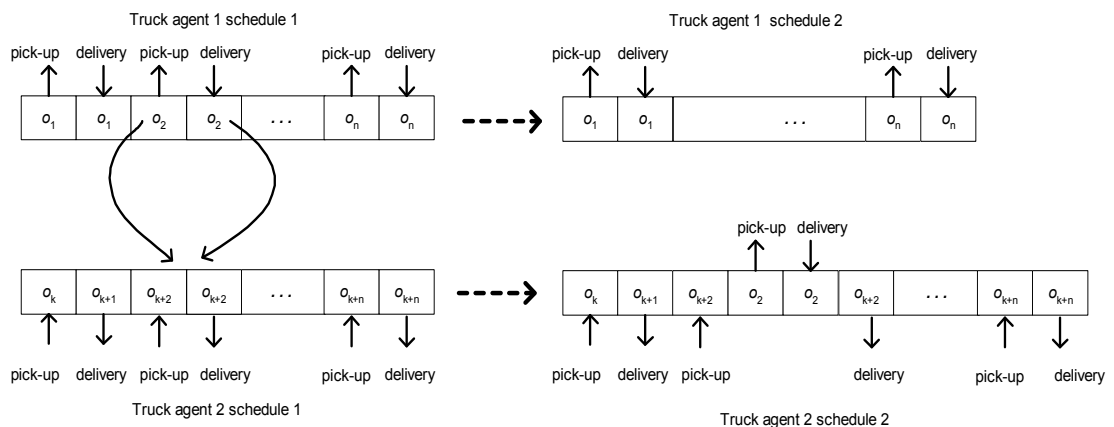 Truck agent 1 schedule 1
Truck agent 1 schedule 2
pick-up delivery pick-up delivery pick-up delivery
pick-up delivery pick-up delivery
o1 o1 o2 o2 ... on on
o1 o1 ... on on
pick-up delivery
ok ok+1 ok+2 ok+2 ... ok+n ok+n
ok ok+1 ok+2 o2 o2 ok+2 ... ok+n ok+n
pick-up delivery pick-up delivery pick-up delivery
pick-up delivery pick-up delivery pick-up delivery
Truck agent 2 schedule 1
Truck agent 2 schedule 2